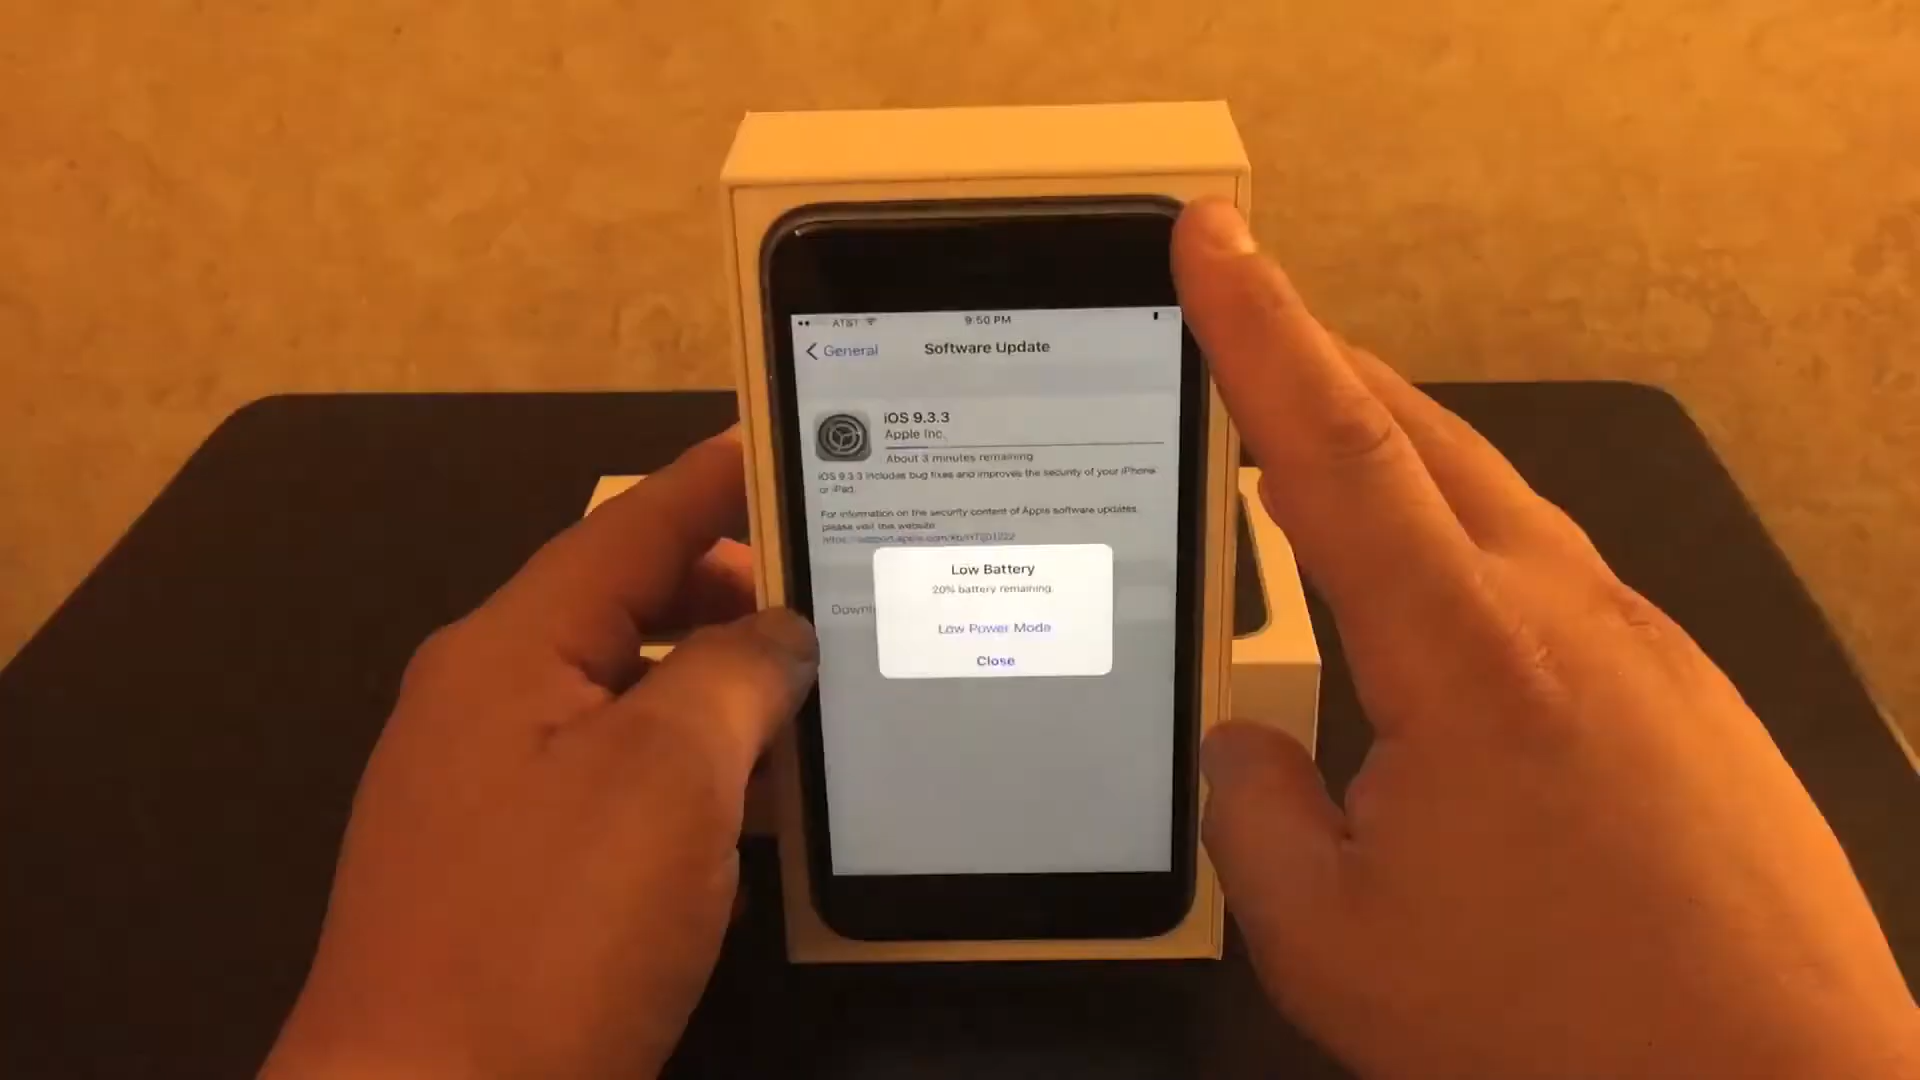 AT&T
9:50 PM
General
Software Update
iOS 9.3.3
Apple Inc.
About 3 minutes remaining
iOS 9.3.3 includes bug fixes and improves the security of your iPhone
or iPad.
For information on the security content of Apple software updates,
please visit this website:
Low Battery
20% battery remaining.
Low Power Mode
Close